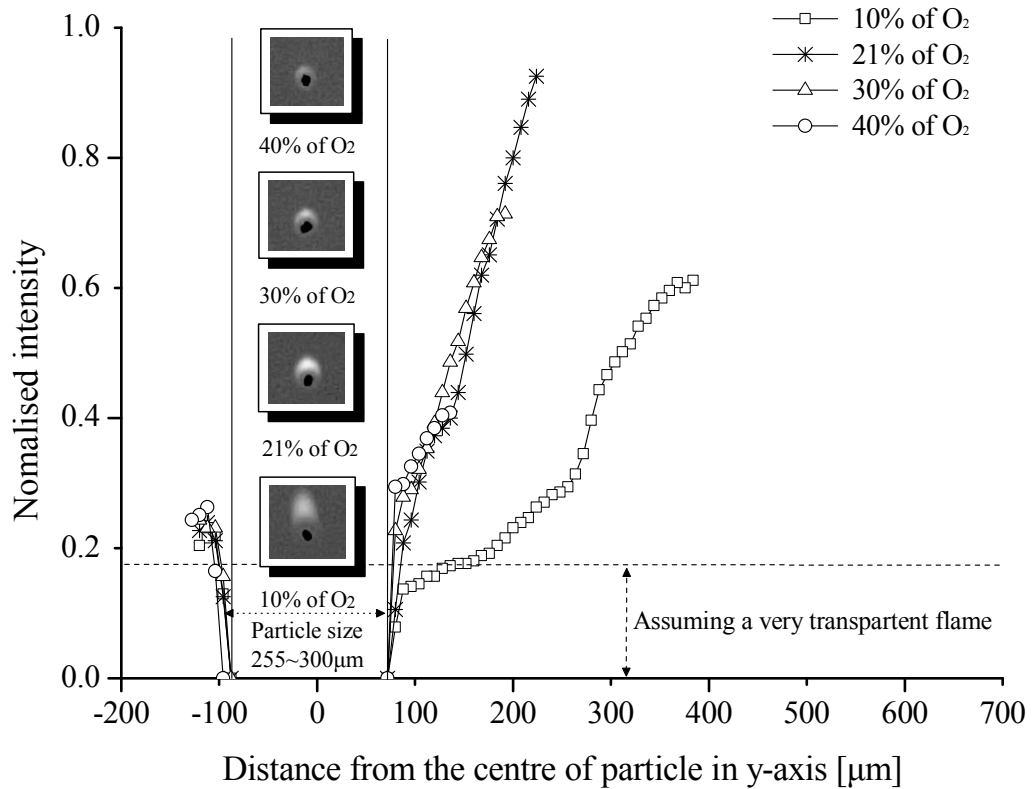 10% of O2
21% of O2
30% of O2
40% of O2
1.0
0.8
0.6
0.4
0.2
0.0
Nomalised intensity
40% of O2
30% of O2
21% of O2
10% of O2
Particle size
255~300μm
Assuming a very transpartent flame
-200 -100 0 100 200 300 400 500 600 700
Distance from the centre of particle in y-axis [μm]